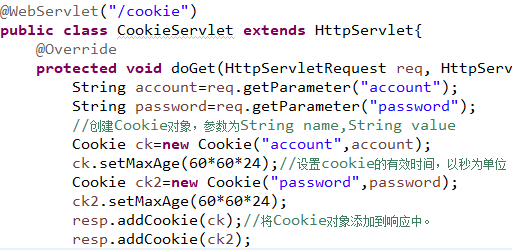 @WebServlet("/cookie")
public class CookieServlet extends HttpServlet{
@Override
protected void doGet(HttpServletRequest req, HttpServ
String account=req.getParameter("account");
String password=req.getParameter("password");
//创建Cookie对象，参数为String name,String value
Cookie ck=new Cookie("account",account);
ck.setMaxAge(60*60*24);//设置cookie的有效时间，以秒为单位
Cookie ck2=new Cookie("password",password);
ck2.setMaxAge(60*60*24);
resp.addCookie(ck);//将Cookie对象添加到响应中。
resp.addCookie(ck2);